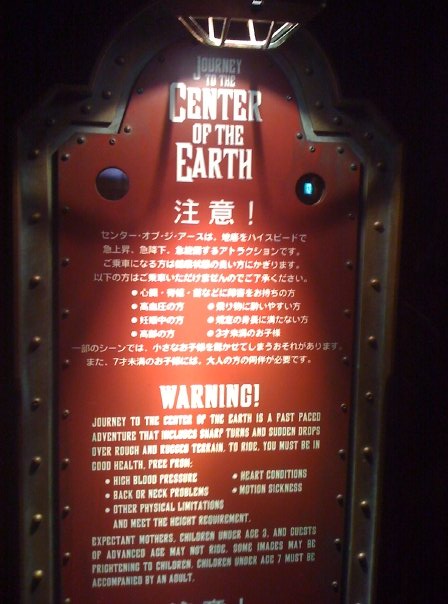 JOURNEY
TO THE
CENTER
OF THE
EARTH
注意!
センター・オブ・ジ・アースは、地底をハイスピードで
急上昇、急降下、急旋回するアトラクションです。
ご乗車になる方は健康状態の良い方にかぎります。
以下の方はご乗車いただけませんのでご了承ください。
●心臓・脊椎・首などに障害をお持ちの方
●高血圧の方 ●乗り物に酔いやすい方
●妊娠中の方 ●規定の身長に満たない方
●高齢の方 ●3才未満のお子様
一部のシーンでは、小さなお子様を怖がせてしまうおそれがあります。
また、7才未満のお子様には、大人の方の同伴が必要です。
WARNING!
JOURNEY TO THE CENTER OF THE EARTH IS A FAST PACED
ADVENTURE THAT INCLUDES SHARP TURNS AND SUDDEN DROPS
OVER ROUGH AND RUGGED TERRAIN. TO RIDE, YOU MUST BE IN
GOOD HEALTH, FREE FROM:
• HIGH BLOOD PRESSURE • HEART CONDITIONS
• BACK OR NECK PROBLEMS • MOTION SICKNESS
• OTHER PHYSICAL LIMITATIONS
AND MEET THE HEIGHT REQUIREMENT.
EXPECTANT MOTHERS, CHILDREN UNDER AGE 3, AND GUESTS
OF ADVANCED AGE MAY NOT RIDE. SOME IMAGES MAY BE
FRIGHTENING TO CHILDREN. CHILDREN UNDER AGE 7 MUST BE
ACCOMPANIED BY AN ADULT.